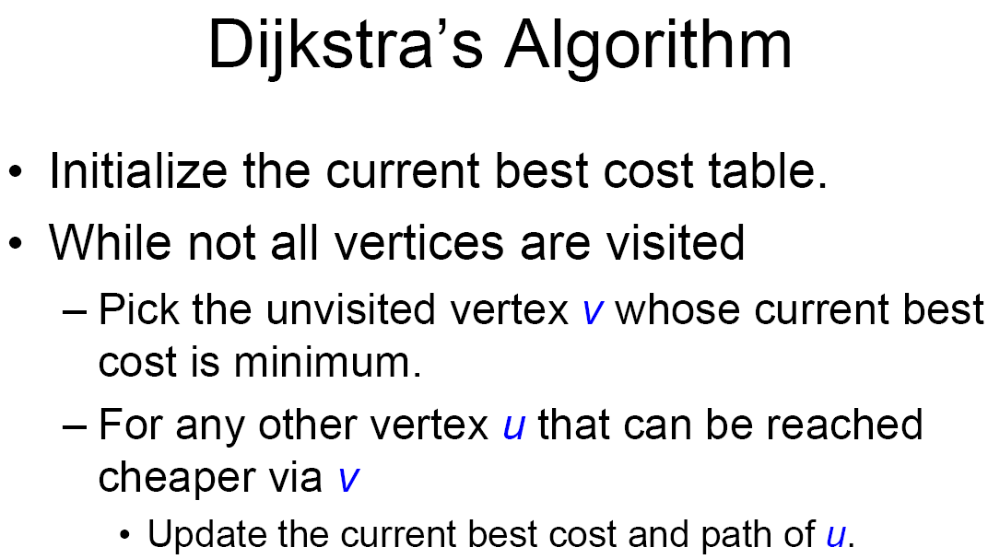 Dijkstra’s Algorithm
• Initialize the current best cost table.
• While not all vertices are visited
– Pick the unvisited vertex v whose current best
cost is minimum.
– For any other vertex u that can be reached
cheaper via v
• Update the current best cost and path of u.